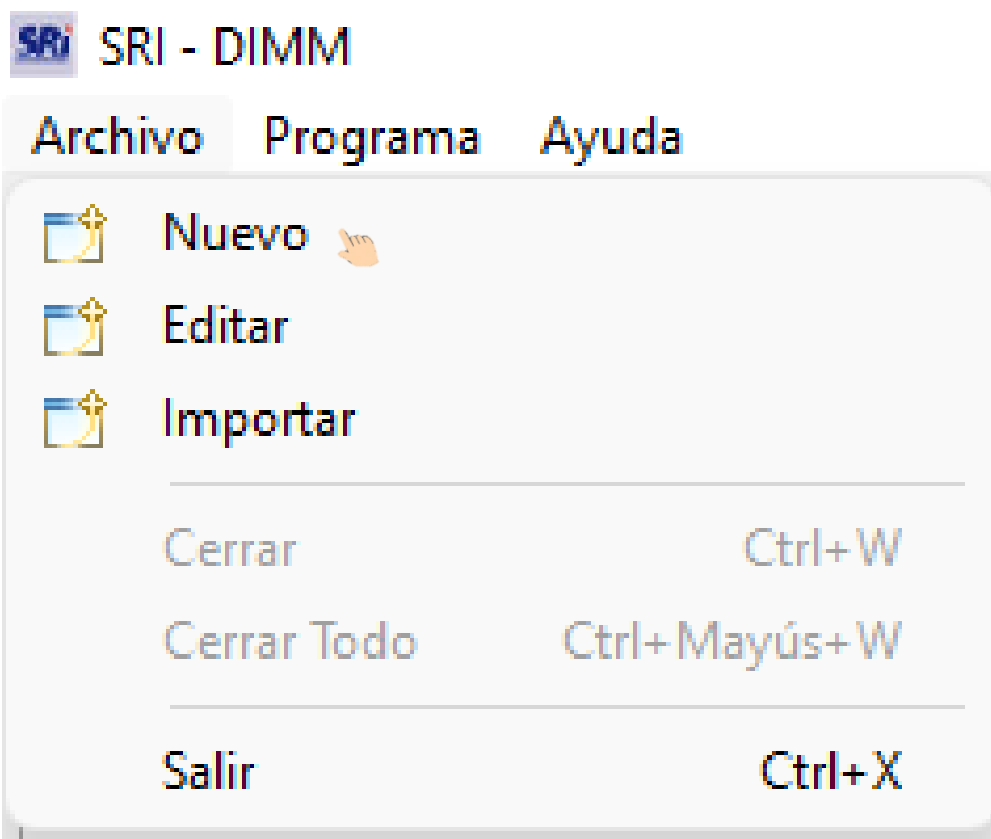 SRi SRI - DIMM
Archivo Programa Ayuda
Nuevo
Editar
Importar
Cerrar Ctrl+W
Cerrar Todo Ctrl+Mayús+W
Salir Ctrl+X